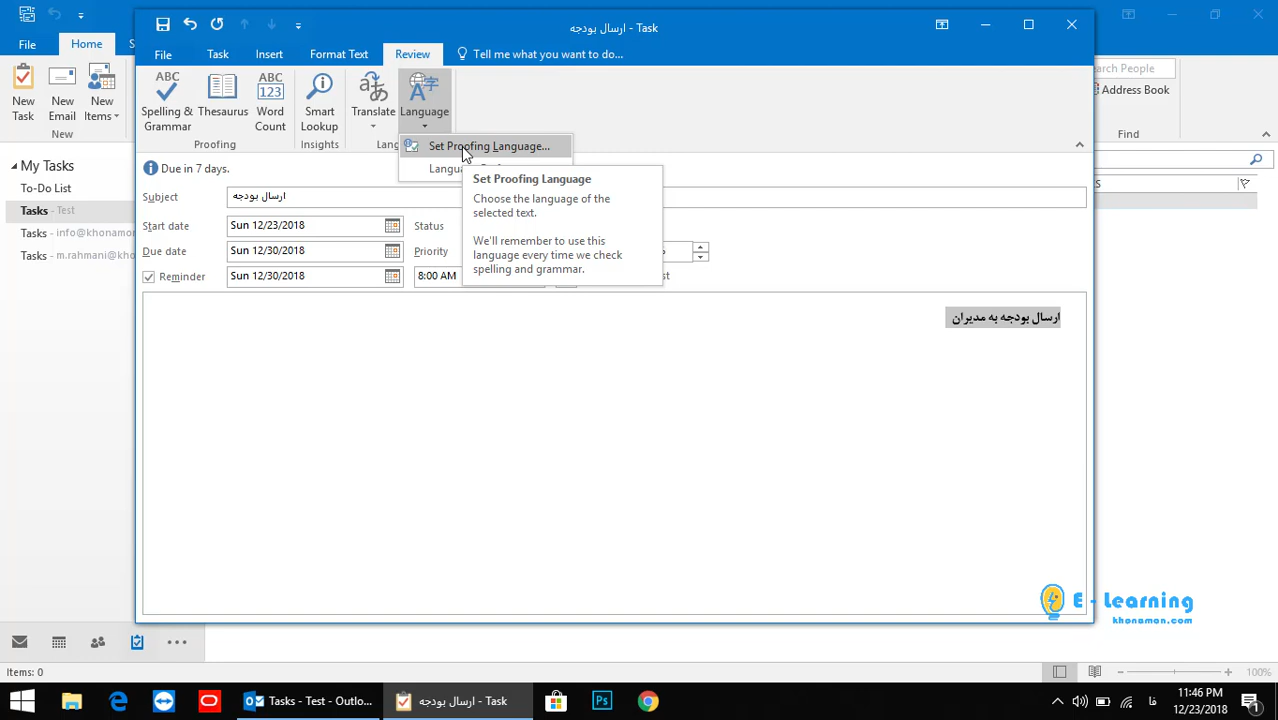 ارسال بودجه - Task
File
Home
S
File
Task
Insert
Format Text
Review
Tell me what you want to do...
New Task
New Email
New Items
New
ABC
Spelling & Grammar
Thesaurus
ABC 123
Word Count
Proofing
Smart Lookup
Insights
Translate
Language
Lang
Set Proofing Language...
Set Proofing Language
Choose the language of the
selected text.
We'll remember to use this
language every time we check
spelling and grammar.
earch People
Address Book
Find
My Tasks
To-Do List
Tasks - Test
Tasks - info@khonamon
Tasks - m.rahmani@kho
Due in 7 days.
Subject
ارسال بودجه
Start date
Sun 12/23/2018
Status
Due date
Sun 12/30/2018
Priority
Reminder
Sun 12/30/2018
8:00 AM
ارسال بودجه به مدیران
E - Learning
khonamon.com
Items: 0
100%
Tasks - Test - Outlo...
ارسال بودجه - Task
Ps
فا
11:46 PM
12/23/2018
1